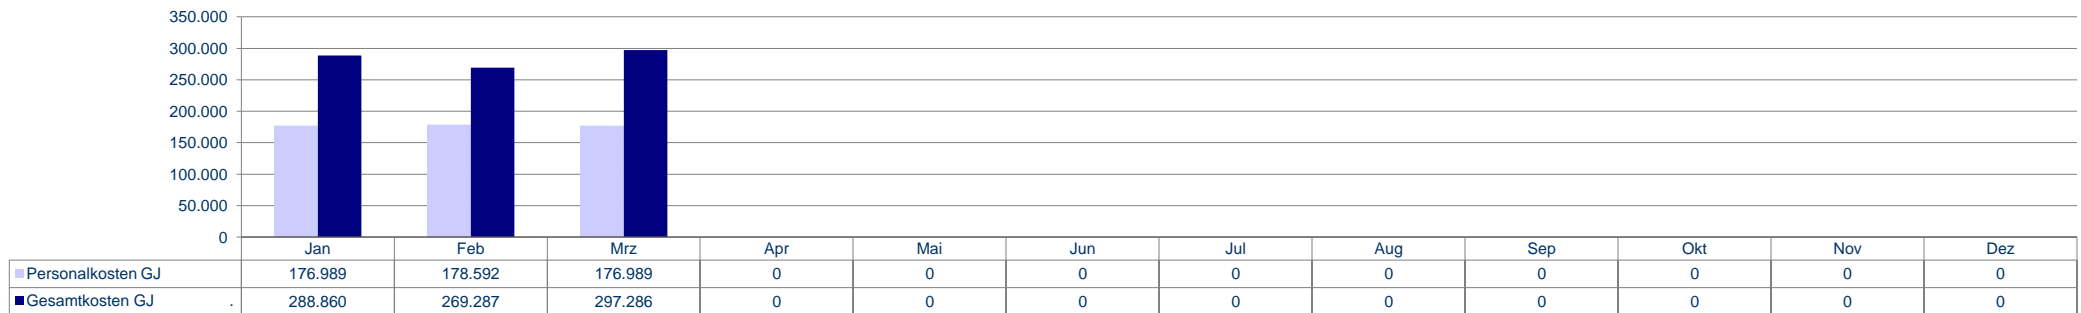 350.000
300.000
250.000
200.000
150.000
100.000
50.000
0
Jan Feb Mrz Apr Mai Jun Jul Aug Sep Okt Nov Dez
Personalkosten GJ 176.989 178.592 176.989 0 0 0 0 0 0 0 0 0
Gesamtkosten GJ . 288.860 269.287 297.286 0 0 0 0 0 0 0 0 0